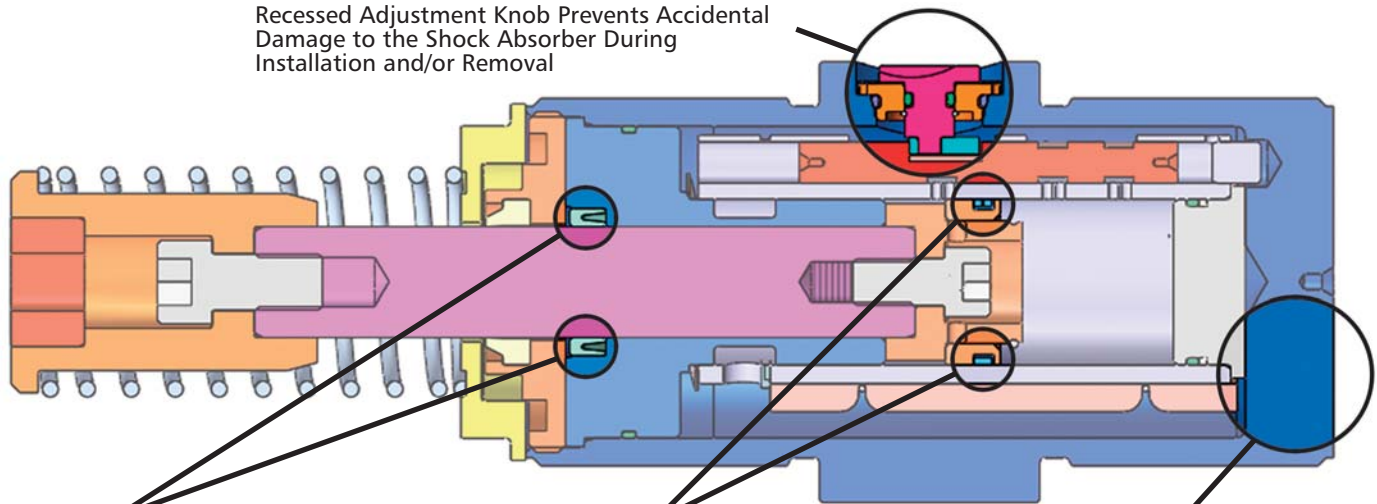 Recessed Adjustment Knob Prevents Accidental
Damage to the Shock Absorber During
Installation and/or Removal